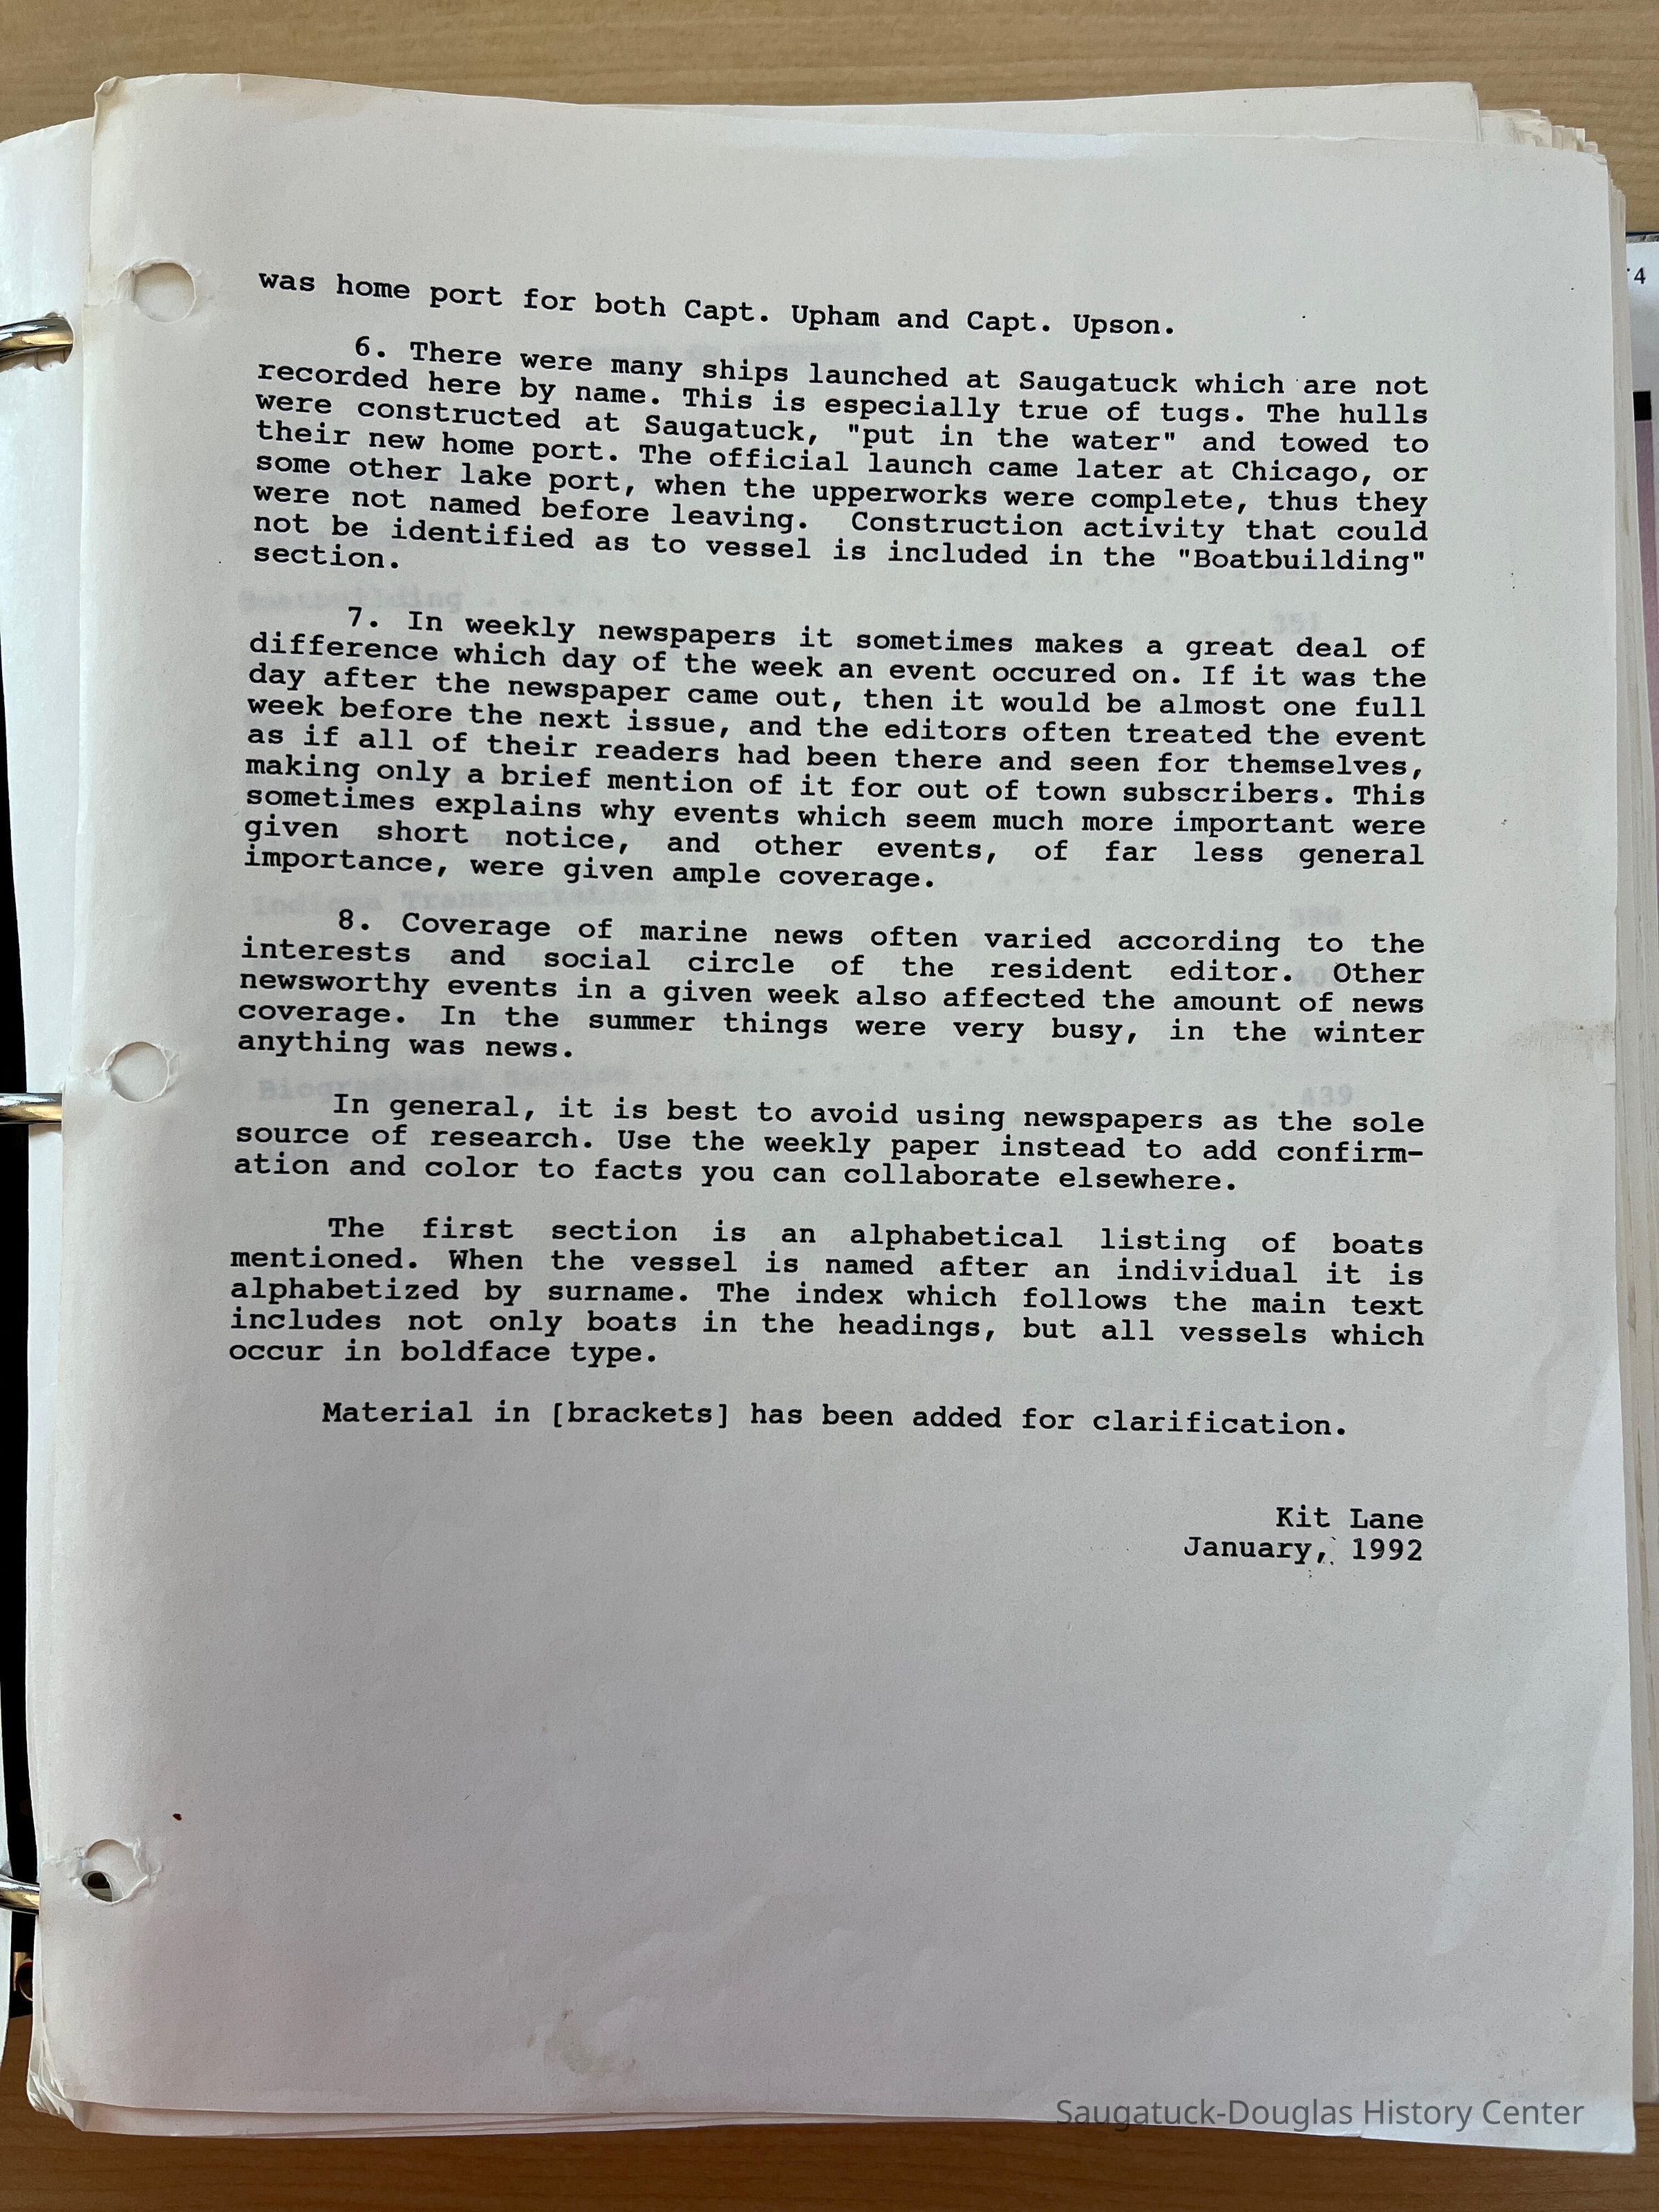 was home port for both Capt. Upham and Capt. Upson.
6. There were many ships launched at Saugatuck which are not
recorded here by name. This is especially true of tugs. The hulls
were constructed at Saugatuck, "put in the water" and towed to
their new home port. The official launch came later at Chicago, or
some other lake port, when the upperworks were complete, thus they
were not named before leaving. Construction activity that could
not be identified as to vessel is included in the "Boatbuilding"
section.
7. In weekly newspapers it sometimes makes a great deal of
difference which day of the week an event occured on. If it was the
day after the newspaper came out, then it would be almost one full
week before the next issue, and the editors often treated the event
as if all of their readers had been there and seen for themselves,
making only a brief mention of it for out of town subscribers. This
sometimes explains why events which seem much more important were
given short notice, and other events, of far less general
importance, were given ample coverage.
8. Coverage of marine news often varied according to the
interests and social circle of the resident editor. Other
newsworthy events in a given week also affected the amount of news
coverage. In the summer things were very busy, in the winter
anything was news.
In general, it is best to avoid using newspapers as the sole
source of research. Use the weekly paper instead to add confirm-
ation and color to facts you can collaborate elsewhere.
The first section is an alphabetical listing of boats
mentioned. When the vessel is named after an individual it is
alphabetized by surname. The index which follows the main text
includes not only boats in the headings, but all vessels which
occur in boldface type.
Material in [brackets] has been added for clarification.
Kit Lane
January, 1992
4
Saugatuck-Douglas History Center